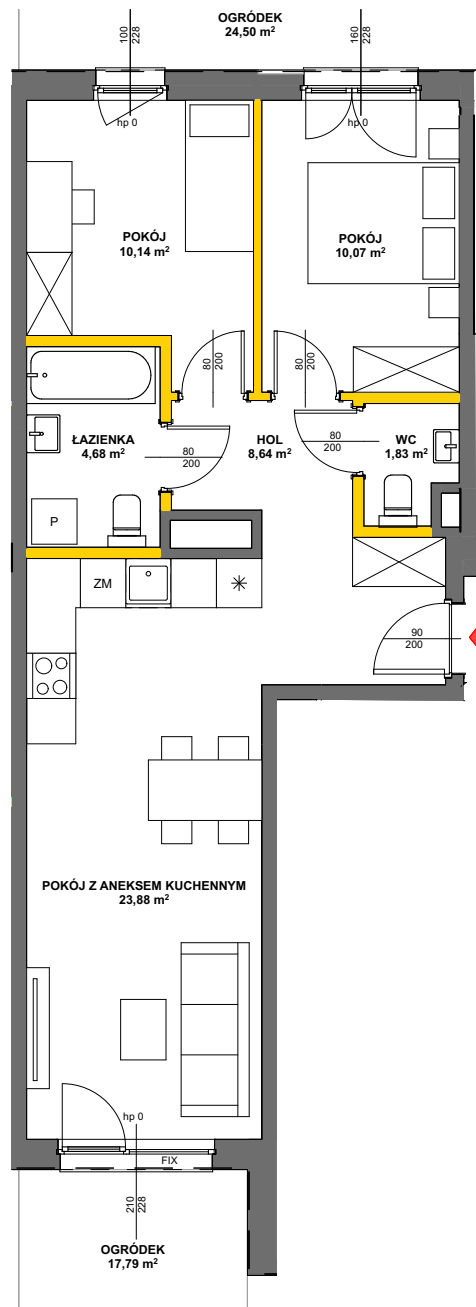 OGRÓDEK
24,50 m²
100
228
160
228
hp 0
hp 0
POKÓJ
10,14 m²
POKÓJ
10,07 m²
80
200
80
200
ŁAZIENKA
4,68 m²
80
200
HOL
8,64 m²
80
200
WC
1,83 m²
P
ZM
90
200
POKÓJ Z ANEKSEM KUCHENNYM
23,88 m²
hp 0
FIX
210
228
OGRÓDEK
17,79 m²